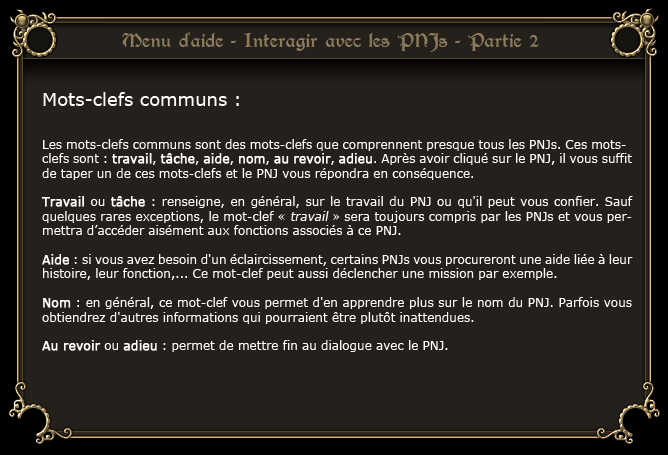 Menu d'aide - Interagir avec les PNJs - Partie 2
Mots-clefs communs :
Les mots-clefs communs sont des mots-clefs que comprennent presque tous les PNJs. Ces mots-
clefs sont : travail, tâche, aide, nom, au revoir, adieu. Après avoir cliqué sur le PNJ, il vous suffit
de taper un de ces mots-clefs et le PNJ vous répondra en conséquence.
Travail ou tâche : renseigne, en général, sur le travail du PNJ ou qu'il peut vous confier. Sauf
quelques rares exceptions, le mot-clef « travail » sera toujours compris par les PNJs et vous per-
mettra d’accéder aisément aux fonctions associés à ce PNJ.
Aide : si vous avez besoin d'un éclaircissement, certains PNJs vous procureront une aide liée à leur
histoire, leur fonction,... Ce mot-clef peut aussi déclencher une mission par exemple.
Nom : en général, ce mot-clef vous permet d'en apprendre plus sur le nom du PNJ. Parfois vous
obtiendrez d'autres informations qui pourraient être plutôt inattendues.
Au revoir ou adieu : permet de mettre fin au dialogue avec le PNJ.